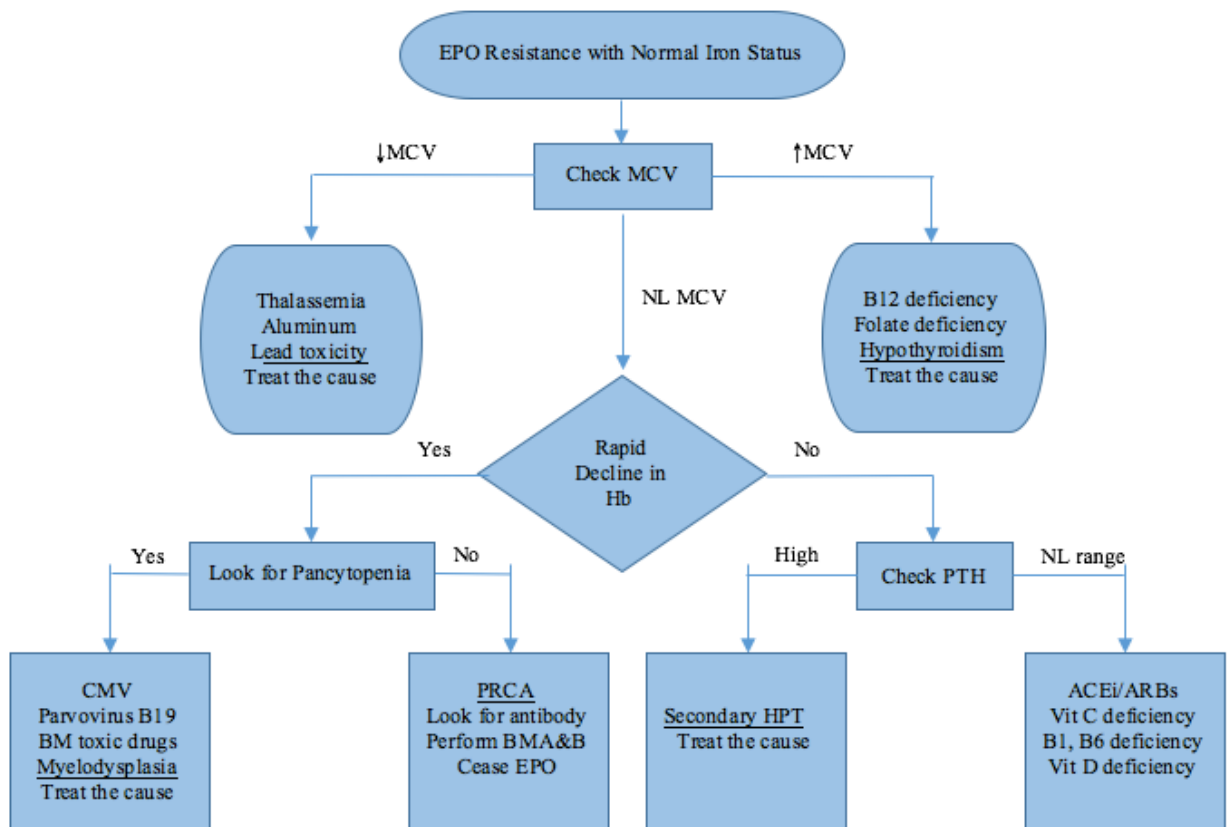 EPO Resistance with Normal Iron Status
↓MCV
Check MCV
↑MCV
Thalassemia
Aluminum
Lead toxicity
Treat the cause
NL MCV
B12 deficiency
Folate deficiency
Hypothyroidism
Treat the cause
Yes
Rapid
Decline in
Hb
No
Yes
Look for Pancytopenia
No
High
Check PTH
NL range
CMV
Parvovirus B19
BM toxic drugs
Myelodysplasia
Treat the cause
PRCA
Look for antibody
Perform BMA&B
Cease EPO
Secondary HPT
Treat the cause
ACEi/ARBs
Vit C deficiency
B1, B6 deficiency
Vit D deficiency